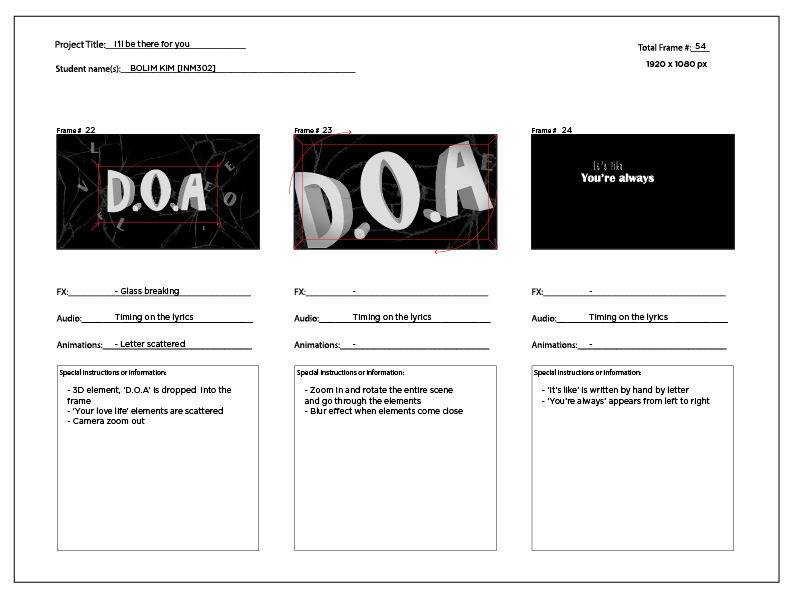 Project Title: I'll be there for you
Total Frame #: 54
Student name(s): BOLIM KIM [INM302]
1920 x 1080 px
Frame # 22
Frame # 23
Frame # 24
L
V
E
E
O
L
I
D.O.A
D.O.A
E
It's like
You're always
FX: - Glass breaking
FX: -
FX: -
Audio: Timing on the lyrics
Audio: Timing on the lyrics
Audio: Timing on the lyrics
Animations: - Letter scattered
Animations: -
Animations: -
Special Instructions or Information:
- 3D element, 'D.O.A' is dropped into the
frame
- 'Your love life' elements are scattered
- Camera zoom out
Special Instructions or Information:
- Zoom in and rotate the entire scene
and go through the elements
- Blur effect when elements come close
Special Instructions or Information:
- 'It's like' is written by hand by letter
- 'You're always' appears from left to right